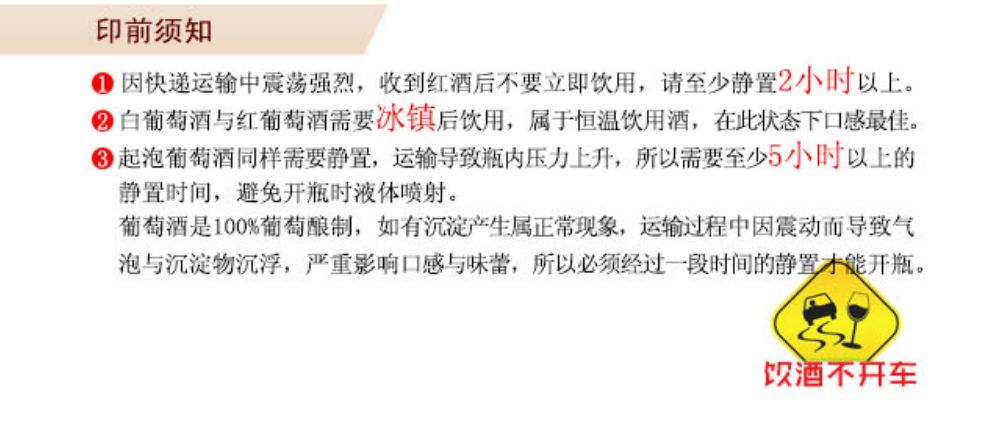 印前须知
❶ 因快递运输中震荡强烈，收到红酒后不要立即饮用，请至少静置2小时以上。
❷ 白葡萄酒与红葡萄酒需要冰镇后饮用，属于恒温饮用酒，在此状态下口感最佳。
❸ 起泡葡萄酒同样需要静置，运输导致瓶内压力上升，所以需要至少5小时以上的
静置时间，避免开瓶时液体喷射。
葡萄酒是100%葡萄酿制，如有沉淀产生属正常现象，运输过程中因震动而导致气
泡与沉淀物沉浮，严重影响口感与味蕾，所以必须经过一段时间的静置才能开瓶。
饮酒不开车